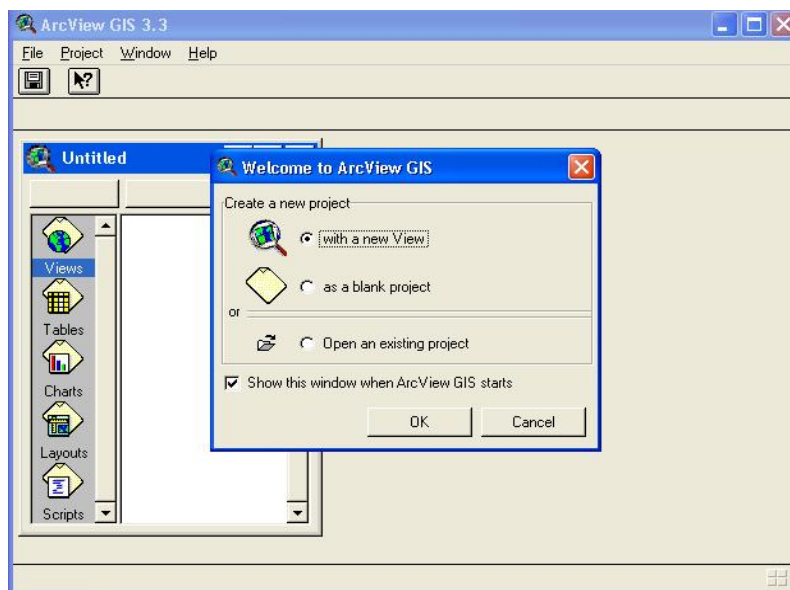 ArcView GIS 3.3
File Project Window Help
Untitled
Views
Tables
Charts
Layouts
Scripts
Welcome to ArcView GIS
Create a new project
with a new View
as a blank project
or
Open an existing project
Show this window when ArcView GIS starts
OK Cancel